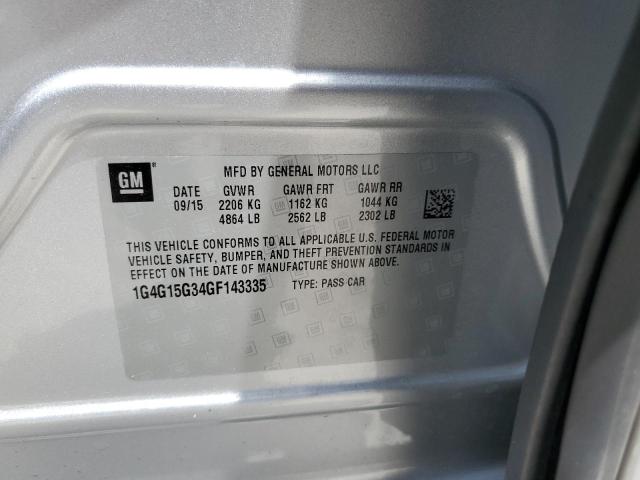 GM®
MFD BY GENERAL MOTORS LLC
DATE GVWR GAWR FRT GAWR RR
09/15 2206 KG 1162 KG 1044 KG
4864 LB 2562 LB 2302 LB
THIS VEHICLE CONFORMS TO ALL APPLICABLE U.S. FEDERAL MOTOR
VEHICLE SAFETY, BUMPER, AND THEFT PREVENTION STANDARDS IN
EFFECT ON THE DATE OF MANUFACTURE SHOWN ABOVE.
1G4G15G34GF143335 TYPE: PASS CAR